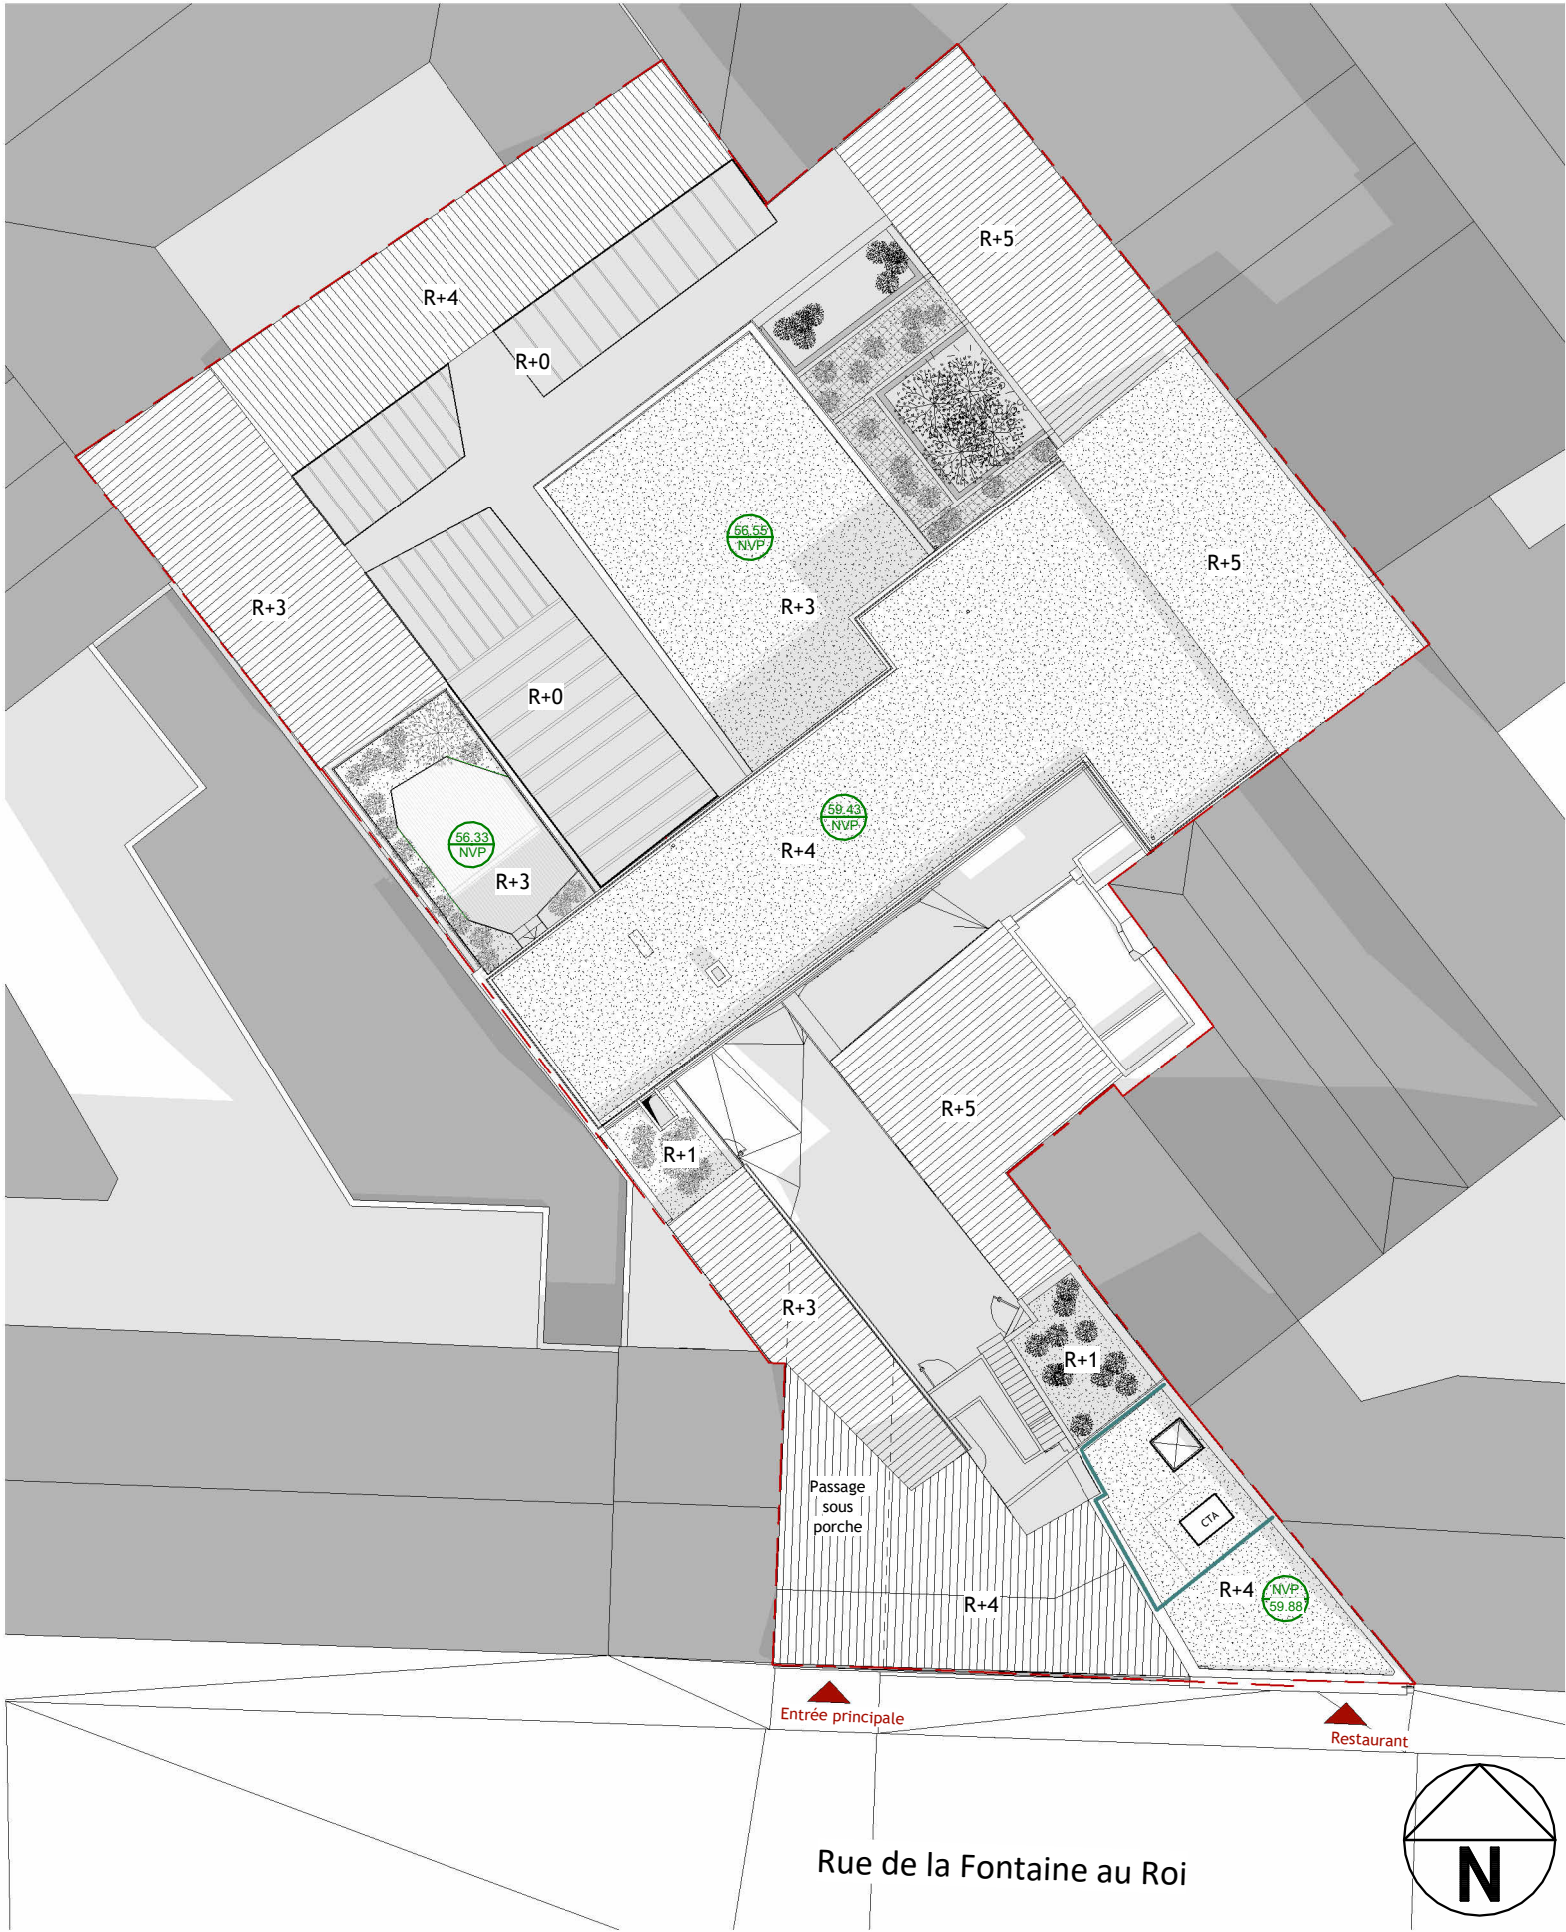 R+5
R+4
R+0
56.55
NVP
R+5
R+3
R+3
R+0
59.43
NVP
56.33
NVP
R+4
R+3
R+5
R+1
R+3
R+1
Passage
sous
porche
CTA
R+4
NVP
59.88
R+4
Entrée principale
Restaurant
Rue de la Fontaine au Roi
N